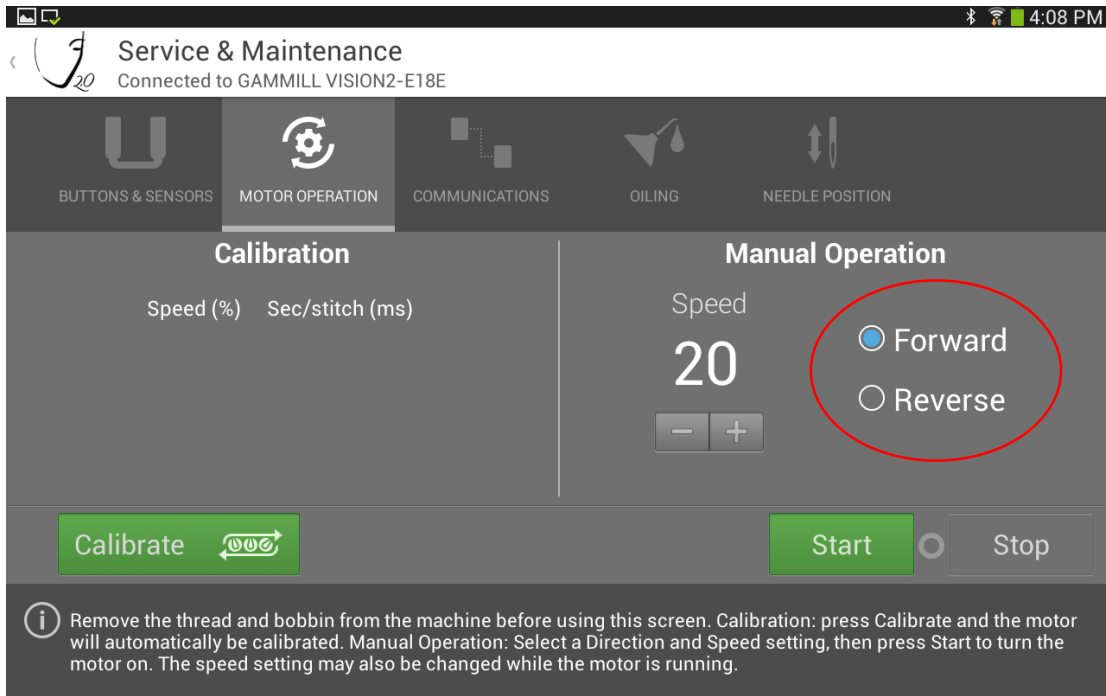 4:08 PM
Service & Maintenance
2.0
Connected to GAMMILL VISION2-E18E
BUTTONS & SENSORS
MOTOR OPERATION
COMMUNICATIONS
OILING
NEEDLE POSITION
Calibration
Speed (%) Sec/stitch (ms)
Manual Operation
Speed
20
Forward
Reverse
Calibrate
Start
Stop
Remove the thread and bobbin from the machine before using this screen. Calibration: press Calibrate and the motor
will automatically be calibrated. Manual Operation: Select a Direction and Speed setting, then press Start to turn the
motor on. The speed setting may also be changed while the motor is running.